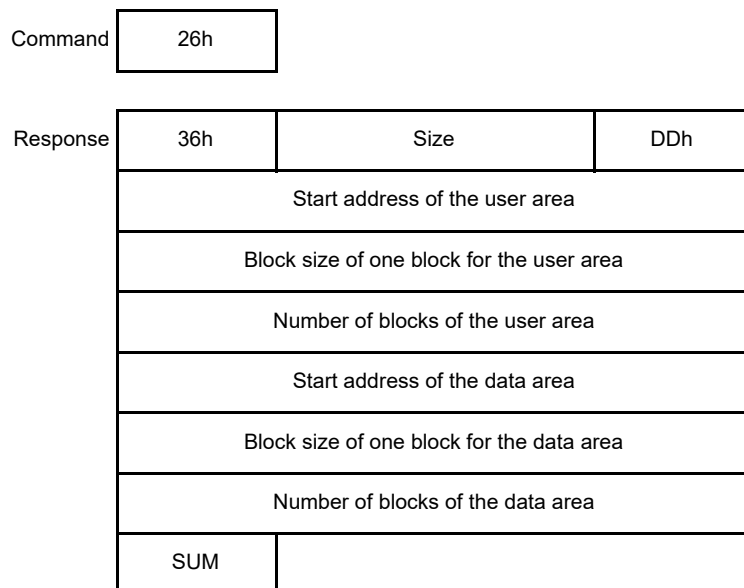 Command 26h
Response 36h Size DDh
Start address of the user area
Block size of one block for the user area
Number of blocks of the user area
Start address of the data area
Block size of one block for the data area
Number of blocks of the data area
SUM